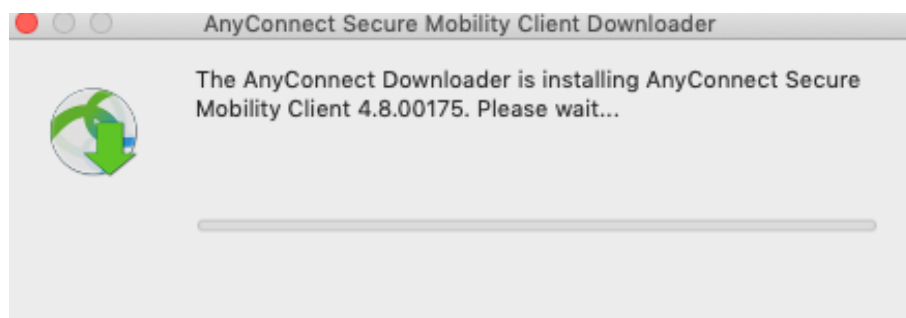 AnyConnect Secure Mobility Client Downloader
The AnyConnect Downloader is installing AnyConnect Secure
Mobility Client 4.8.00175. Please wait...